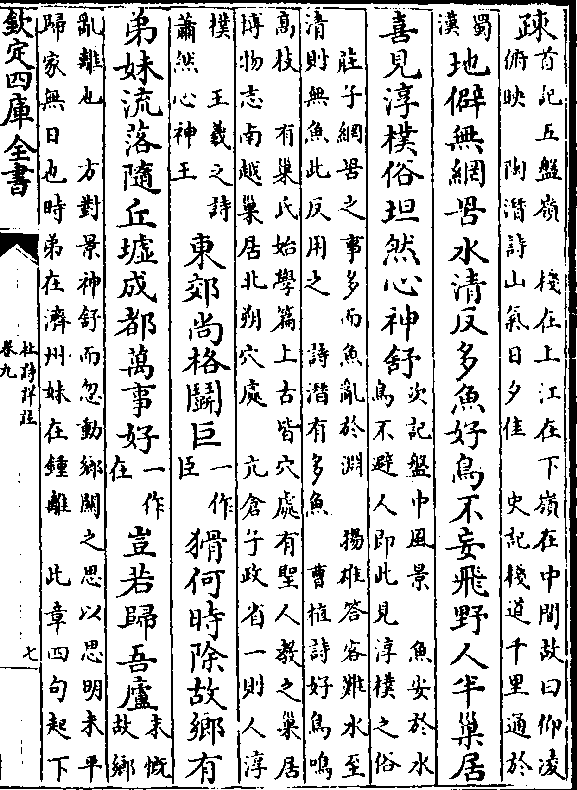 疎
首記五盤嶺　棧在上江在下嶺在中間故曰仰凌
俯映　陶潛詩山氣日夕佳　史記棧道千里通於
蜀
漢
地僻無網罟水清反多魚好鳥不妄飛野人半巢居
喜見淳樸俗坦然心神舒
次記盤中風景　魚安於水
鳥不避人即此見淳樸之俗
莊子網罟之事多而魚亂於淵　揚雄答客難水至
清則無魚此反用之　詩潛有多魚　曹植詩好鳥鳴
高枝　有巢氏始學篇上古皆穴處有聖人教之巢居
博物志南越巢居北朔穴處　亢倉子政省一則人淳
樸　王羲之詩
蕭然心神王
東郊尚格鬭巨
一作
臣
猾何時除故鄉有
弟妹流落隨丘墟成都萬事好
一作
在
豈若歸吾廬
末慨
故鄉
亂離也　方對景神舒而忽動鄉關之思以思明未平
歸家無日也時弟在濟州妹在鍾離　此章四句起下
欽定四庫全書
杜詩詳註
卷九
七